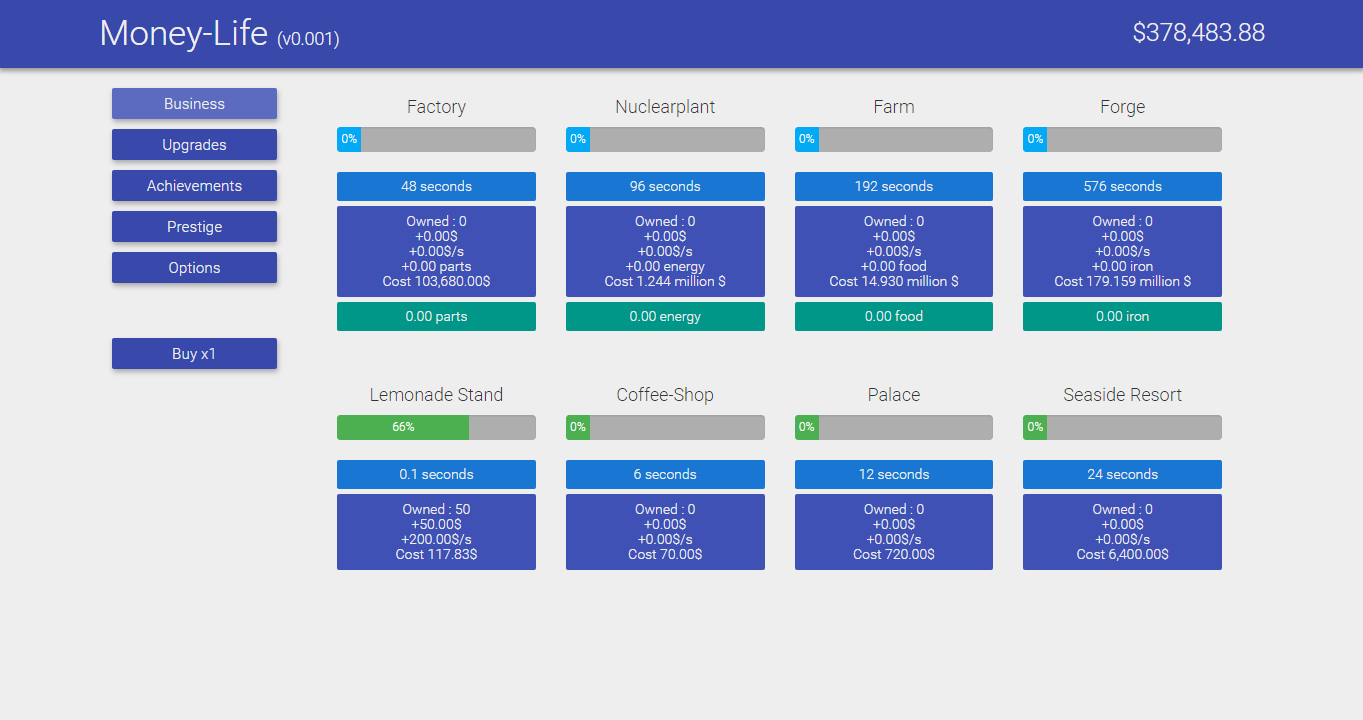 Money-Life (v0.001)
$378,483.88
Business
Upgrades
Achievements
Prestige
Options
Buy x1
Factory
0%
48 seconds
Owned : 0
+0.00$
+0.00$/s
+0.00 parts
Cost 103,680.00$
0.00 parts
Nuclearplant
0%
96 seconds
Owned : 0
+0.00$
+0.00$/s
+0.00 energy
Cost 1.244 million $
0.00 energy
Farm
0%
192 seconds
Owned : 0
+0.00$
+0.00$/s
+0.00 food
Cost 14.930 million $
0.00 food
Forge
0%
576 seconds
Owned : 0
+0.00$
+0.00$/s
+0.00 iron
Cost 179.159 million $
0.00 iron
Lemonade Stand
66%
0.1 seconds
Owned : 50
+50.00$
+200.00$/s
Cost 117.83$
Coffee-Shop
0%
6 seconds
Owned : 0
+0.00$
+0.00$/s
Cost 70.00$
Palace
0%
12 seconds
Owned : 0
+0.00$
+0.00$/s
Cost 720.00$
Seaside Resort
0%
24 seconds
Owned : 0
+0.00$
+0.00$/s
Cost 6,400.00$